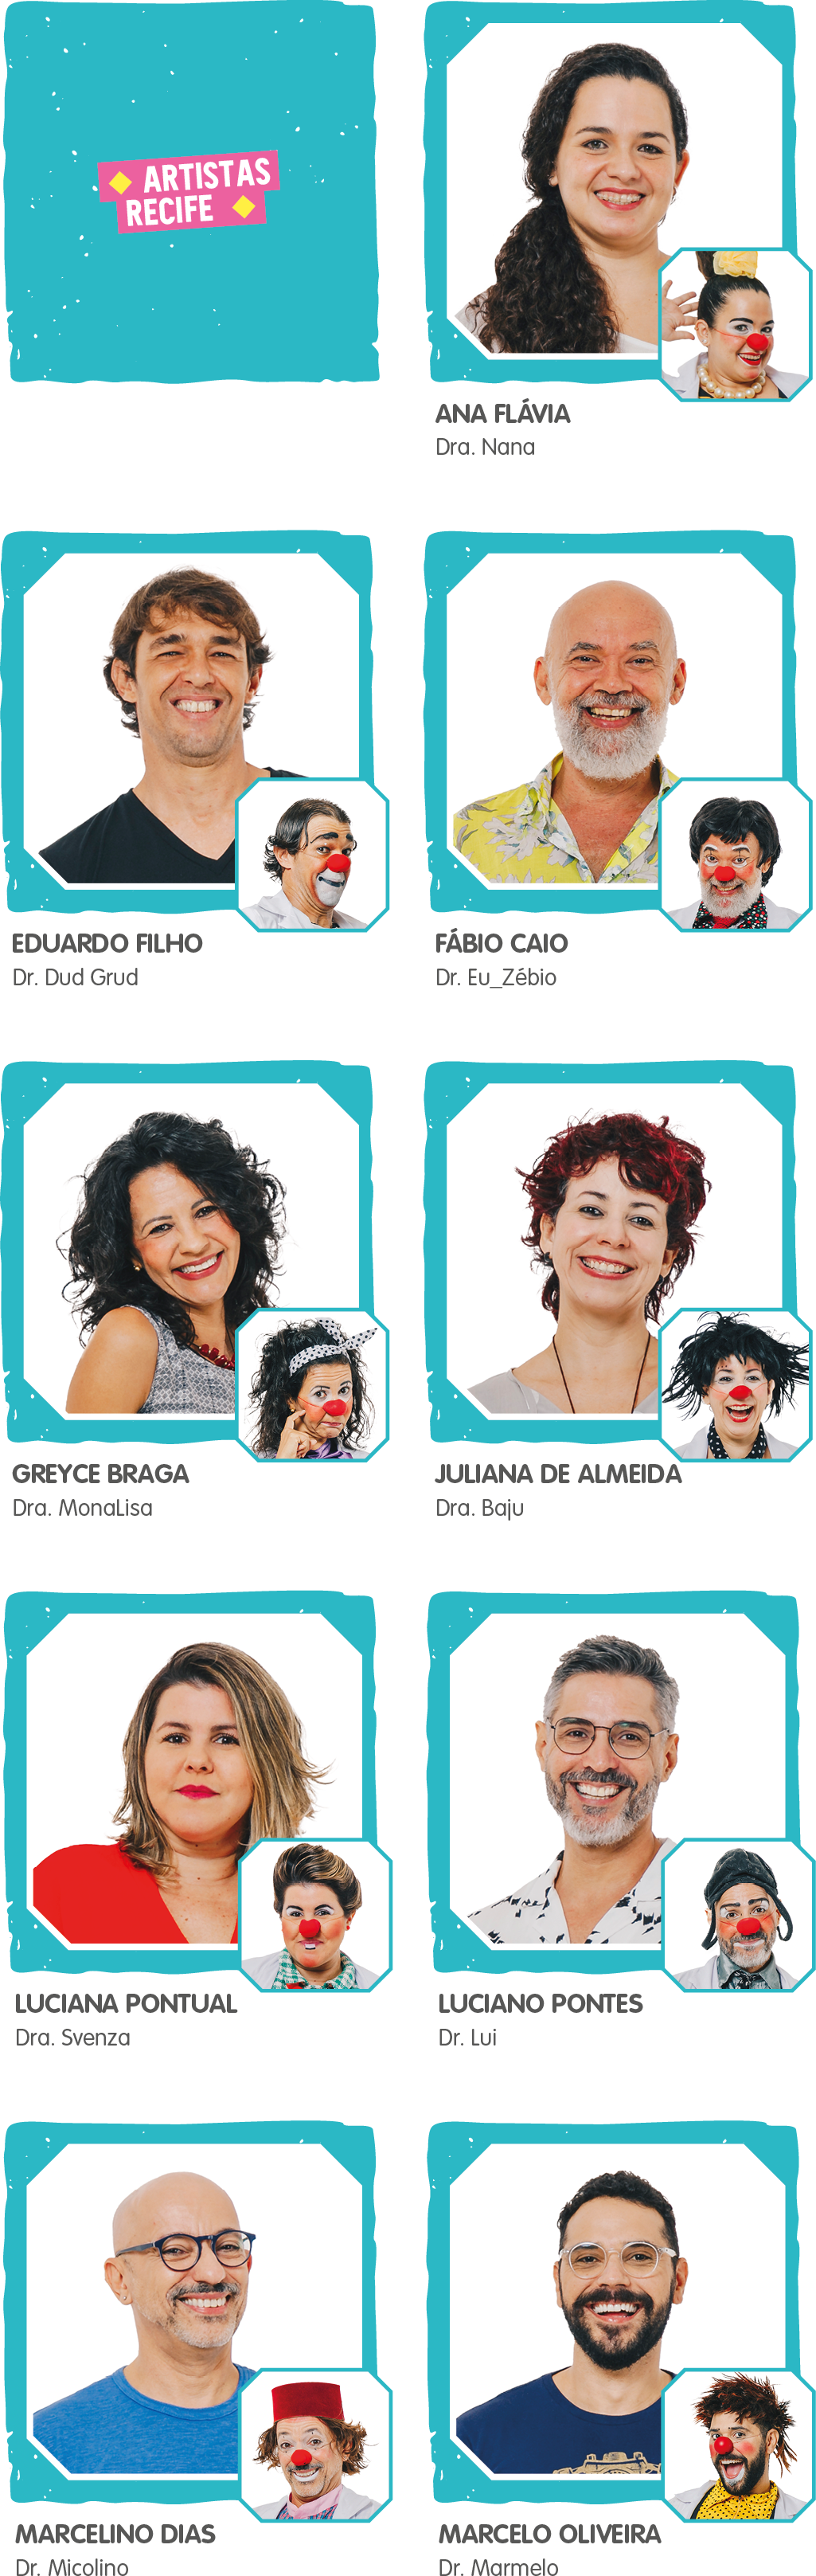 ARTISTAS
RECIFE
ANA FLÁVIA
Dra. Nana
EDUARDO FILHO
Dr. Dud Grud
FÁBIO CAIO
Dr. Eu_Zébio
GREYCE BRAGA
Dra. MonaLisa
JULIANA DE ALMEIDA
Dra. Baju
LUCIANA PONTUAL
Dra. Svenza
LUCIANO PONTES
Dr. Lui
MARCELINO DIAS
Dr. Micolino
MARCELO OLIVEIRA
Dr. Marmelo